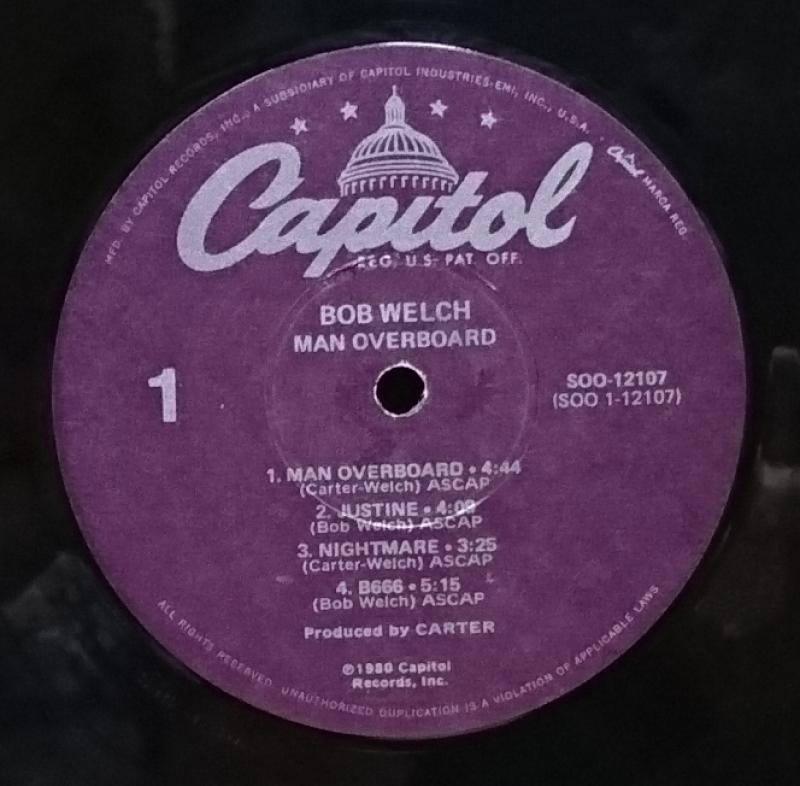 MFD. BY CAPITOL RECORDS, INC., A SUBSIDIARY OF CAPITOL INDUSTRIES-EMI, INC., U.S.A. • Capitol MARCA REG.
Capitol
REG. U.S. PAT. OFF.
BOB WELCH
MAN OVERBOARD
1
SOO-12107
(SOO 1-12107)
1. MAN OVERBOARD • 4:44
(Carter-Welch) ASCAP
2. JUSTINE • 4:09
(Bob Welch) ASCAP
3. NIGHTMARE • 3:25
(Carter-Welch) ASCAP
4. B666 • 5:15
(Bob Welch) ASCAP
Produced by CARTER
©1980 Capitol
Records, Inc.
ALL RIGHTS RESERVED. UNAUTHORIZED DUPLICATION IS A VIOLATION OF APPLICABLE LAWS